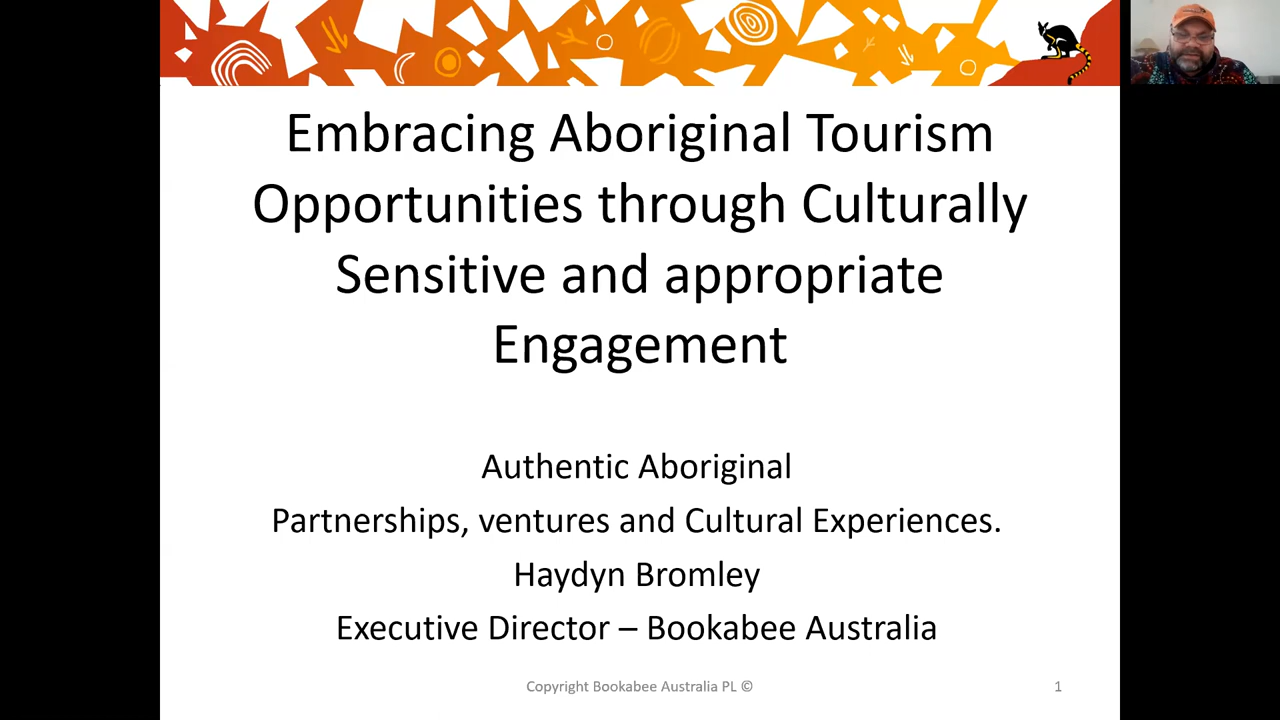 Embracing Aboriginal Tourism
Opportunities through Culturally
Sensitive and appropriate
Engagement
Authentic Aboriginal
Partnerships, ventures and Cultural Experiences.
Haydyn Bromley
Executive Director – Bookabee Australia
Copyright Bookabee Australia PL ©
1